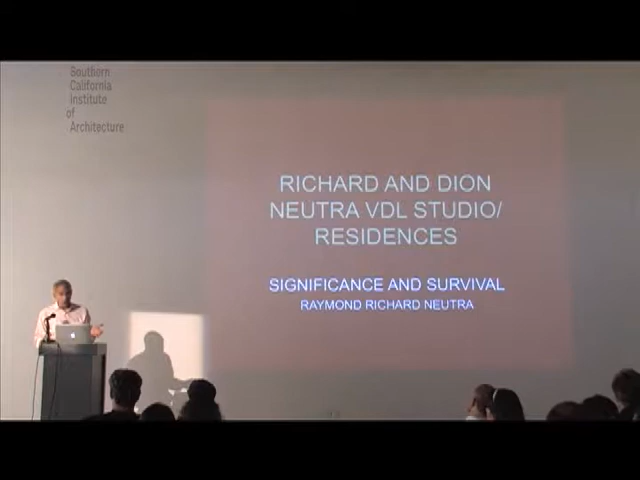 Southern
California
Institute
of
Architecture
RICHARD AND DION
NEUTRA VDL STUDIO/
RESIDENCES
SIGNIFICANCE AND SURVIVAL
RAYMOND RICHARD NEUTRA